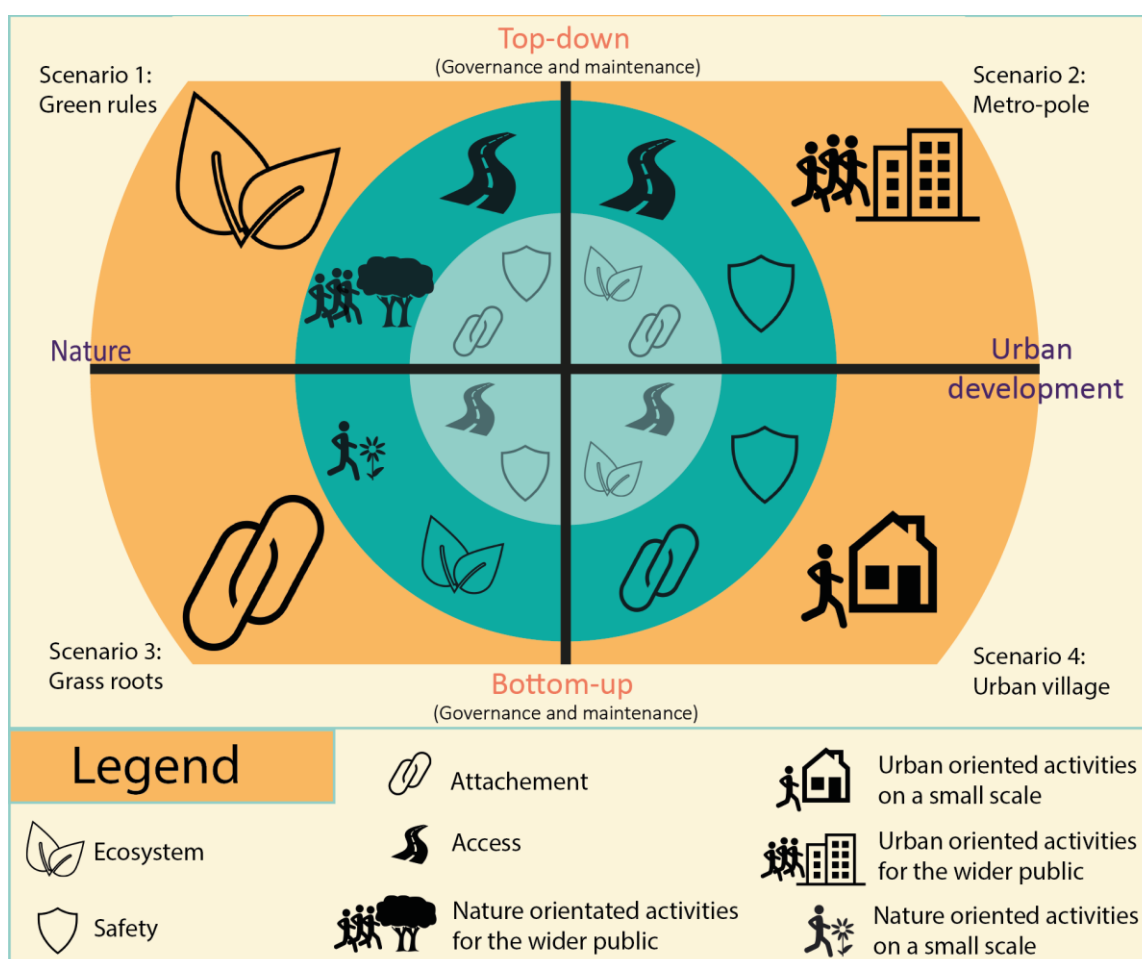 Top-down
(Governance and maintenance)
Scenario 1:
Green rules
Scenario 2:
Metro-pole
Nature
Urban
development
Scenario 3:
Grass roots
Scenario 4:
Urban village
Bottom-up
(Governance and maintenance)
Legend
Ecosystem
Safety
Attachement
Access
Nature orientated activities
for the wider public
Urban oriented activities
on a small scale
Urban oriented activities
for the wider public
Nature oriented activities
on a small scale